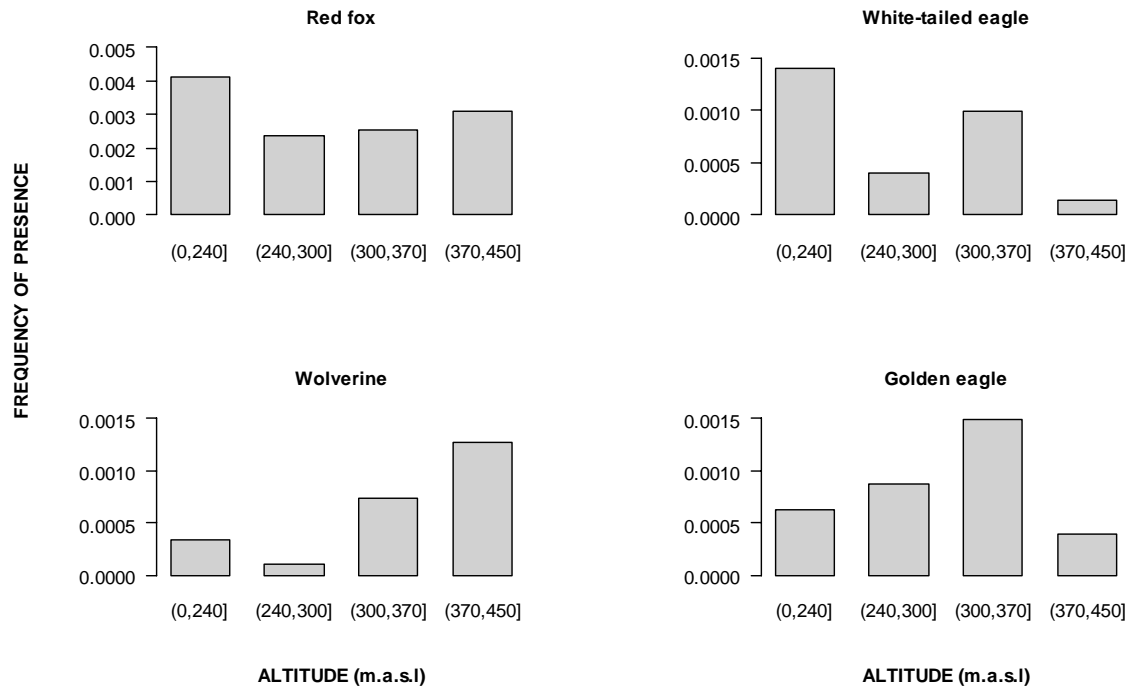 FREQUENCY OF PRESENCE
Red fox
0.005
0.004
0.003
0.002
0.001
0.000
(0,240] (240,300] (300,370] (370,450]
White-tailed eagle
0.0015
0.0010
0.0005
0.0000
(0,240] (240,300] (300,370] (370,450]
Wolverine
0.0015
0.0010
0.0005
0.0000
(0,240] (240,300] (300,370] (370,450]
ALTITUDE (m.a.s.l)
Golden eagle
0.0015
0.0010
0.0005
0.0000
(0,240] (240,300] (300,370] (370,450]
ALTITUDE (m.a.s.l)